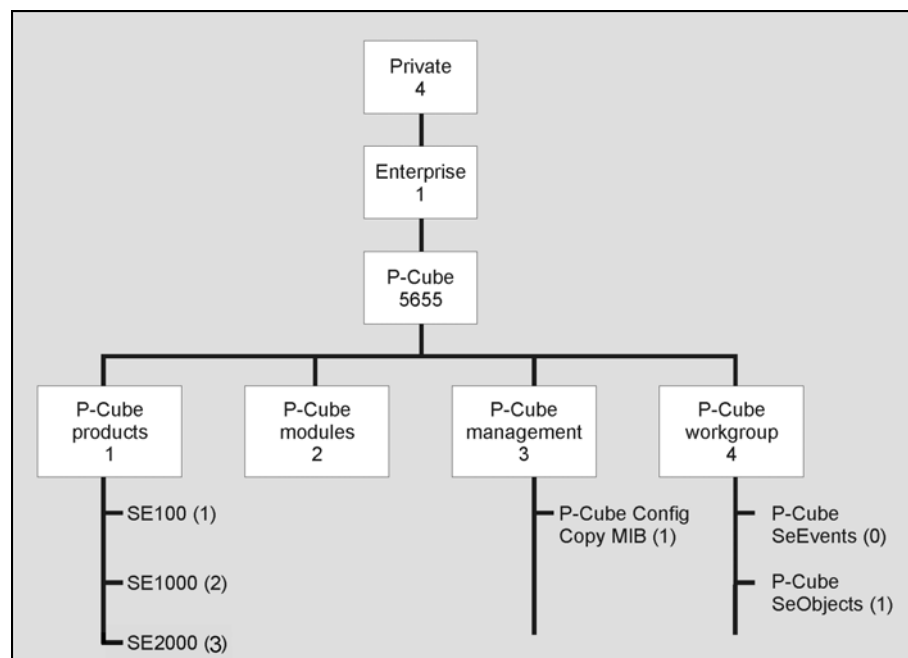 Private
4
Enterprise
1
P-Cube
5655
P-Cube
products
1
P-Cube
modules
2
P-Cube
management
3
P-Cube
workgroup
4
SE100 (1)
SE1000 (2)
SE2000 (3)
P-Cube Config
Copy MIB (1)
P-Cube
SeEvents (0)
P-Cube
SeObjects (1)